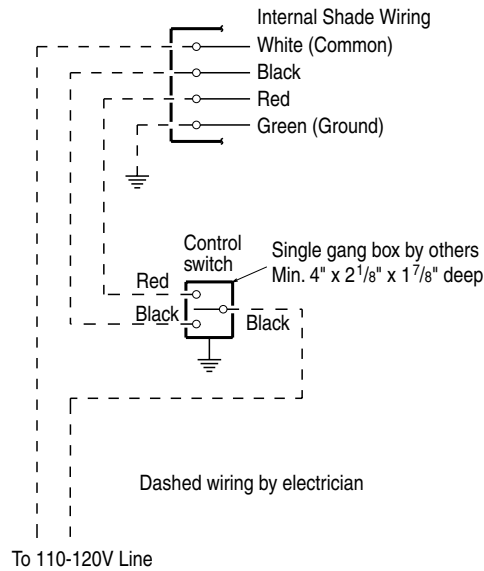 Internal Shade Wiring
White (Common)
Black
Red
Green (Ground)
Control
switch
Single gang box by others
Min. 4" x 2 1/8" x 1 7/8" deep
Red
Black
Black
Dashed wiring by electrician
To 110-120V Line